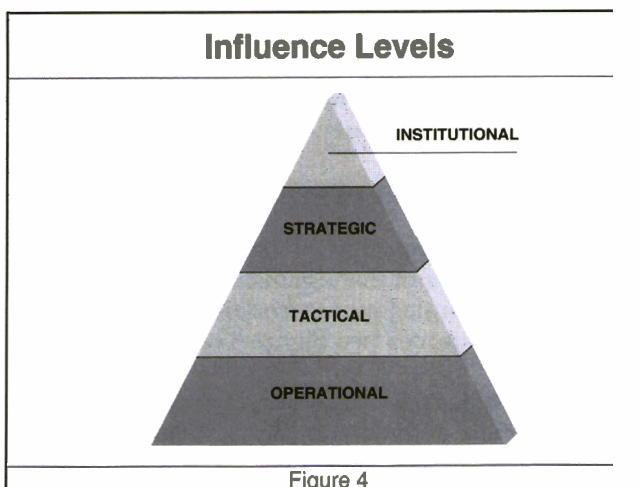 Influence Levels
INSTITUTIONAL
STRATEGIC
TACTICAL
OPERATIONAL
Figure 4